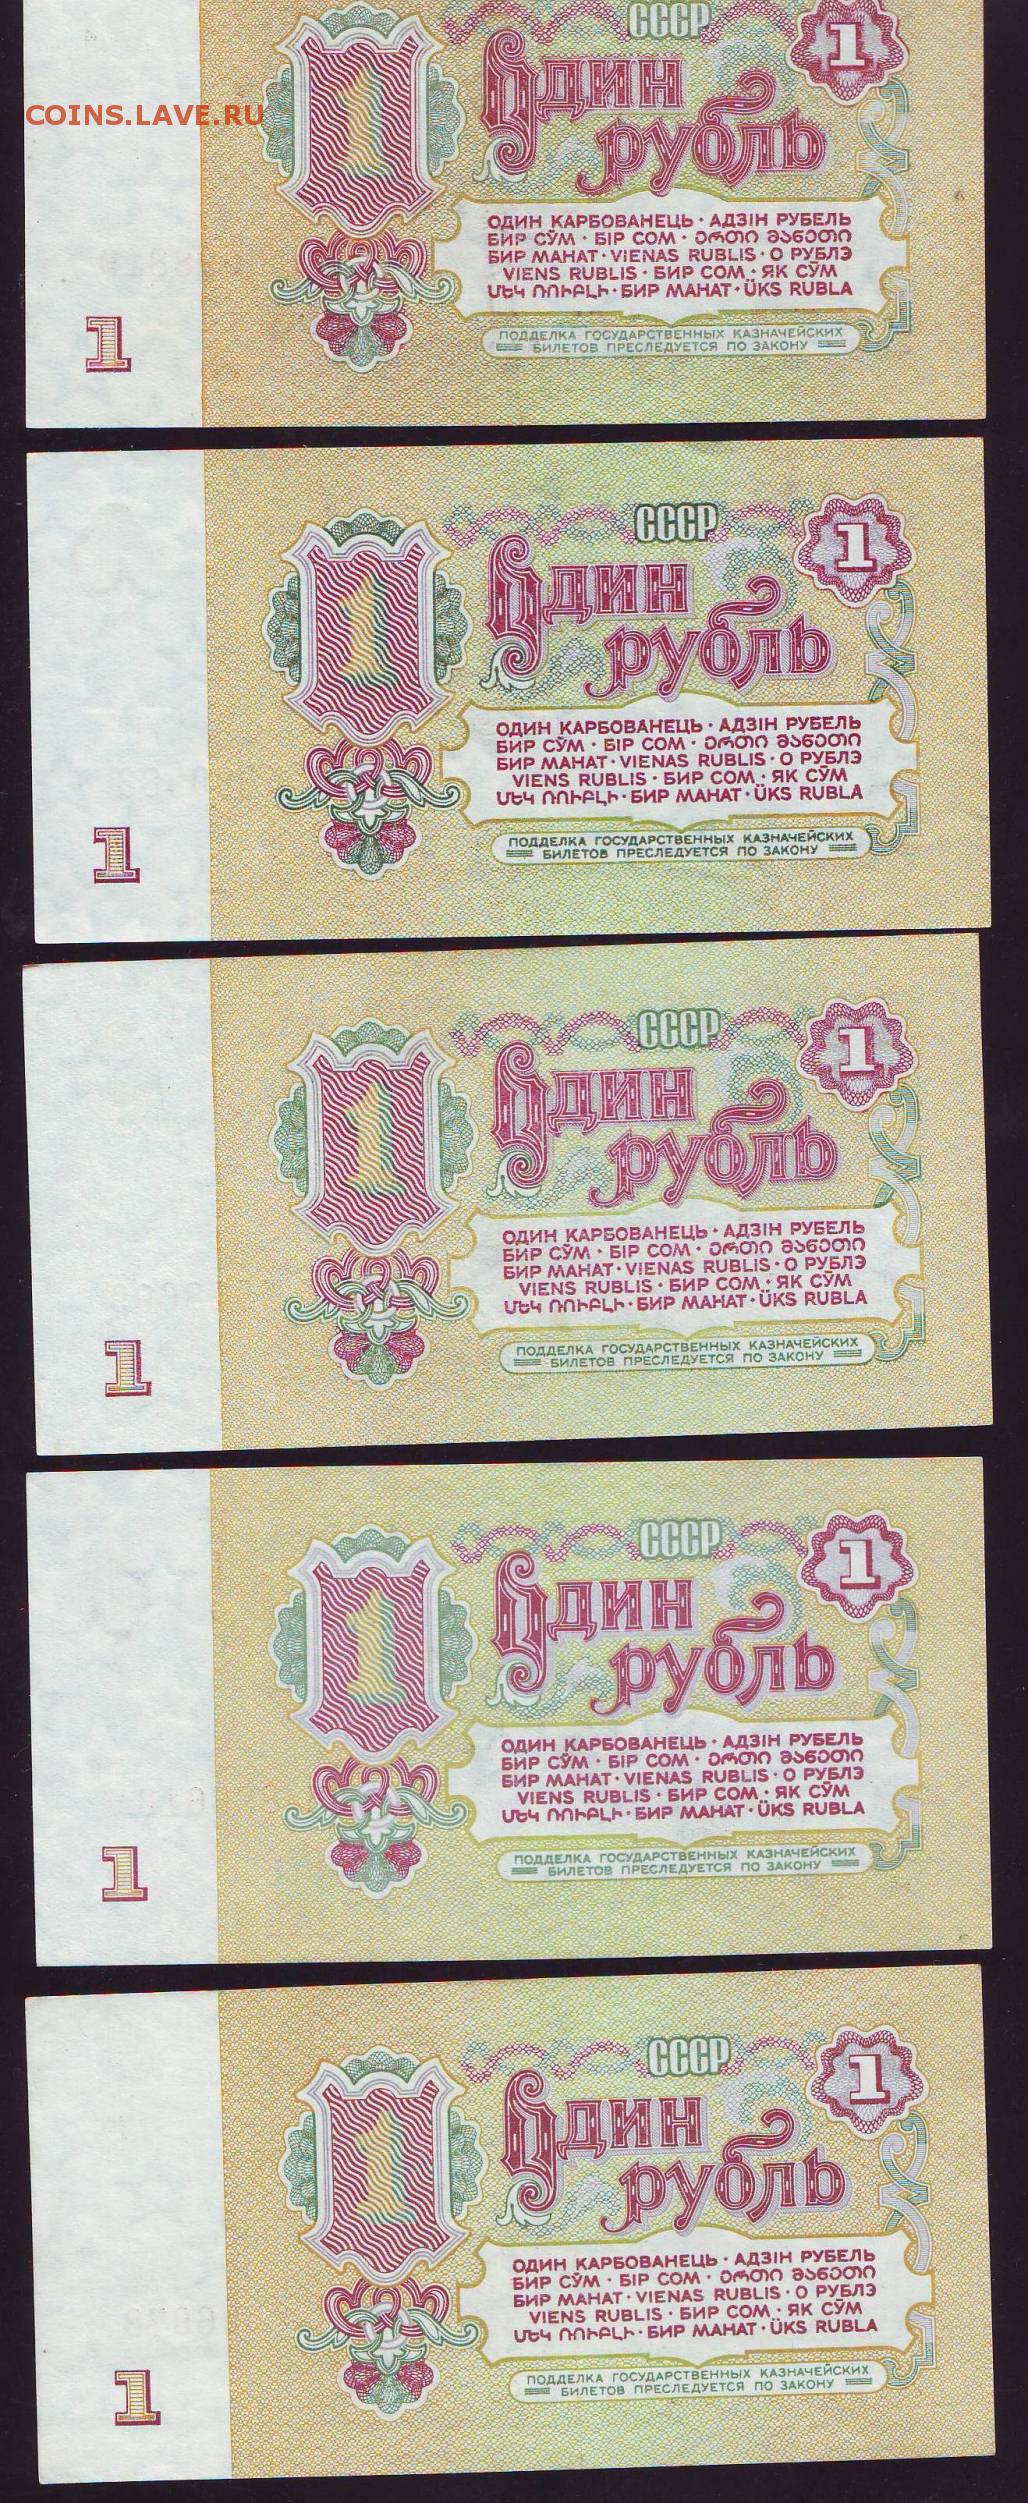 СССР
1
COINS.LAVE.RU
1
Один
рубль
ОДИН КАРБОВАНЕЦЬ · АДЗІН РУБЕЛЬ
БИР СЎМ · БІР СОМ · ᲔᲠᲗᲘ ᲛᲐᲜᲔᲗᲘ
БИР МАНАТ · VIENAS RUBLIS · О РУБЛЭ
VIENS RUBLIS · БИР СОМ · ЯК СЎМ
ՄԵԿ ՌՈՒԲԼԻ · БИР МАНАТ · ÜKS RUBLA
1
ПОДДЕЛКА ГОСУДАРСТВЕННЫХ КАЗНАЧЕЙСКИХ
БИЛЕТОВ ПРЕСЛЕДУЕТСЯ ПО ЗАКОНУ
СССР
1
1
Один
рубль
ОДИН КАРБОВАНЕЦЬ · АДЗІН РУБЕЛЬ
БИР СЎМ · БІР СОМ · ᲔᲠᲗᲘ ᲛᲐᲜᲔᲗᲘ
БИР МАНАТ · VIENAS RUBLIS · О РУБЛЭ
VIENS RUBLIS · БИР СОМ · ЯК СЎМ
ՄԵԿ ՌՈՒԲԼԻ · БИР МАНАТ · ÜKS RUBLA
1
ПОДДЕЛКА ГОСУДАРСТВЕННЫХ КАЗНАЧЕЙСКИХ
БИЛЕТОВ ПРЕСЛЕДУЕТСЯ ПО ЗАКОНУ
СССР
1
1
Один
рубль
ОДИН КАРБОВАНЕЦЬ · АДЗІН РУБЕЛЬ
БИР СЎМ · БІР СОМ · ᲔᲠᲗᲘ ᲛᲐᲜᲔᲗᲘ
БИР МАНАТ · VIENAS RUBLIS · О РУБЛЭ
VIENS RUBLIS · БИР СОМ · ЯК СЎМ
ՄԵԿ ՌՈՒԲԼԻ · БИР МАНАТ · ÜKS RUBLA
1
ПОДДЕЛКА ГОСУДАРСТВЕННЫХ КАЗНАЧЕЙСКИХ
БИЛЕТОВ ПРЕСЛЕДУЕТСЯ ПО ЗАКОНУ
СССР
1
1
Один
рубль
ОДИН КАРБОВАНЕЦЬ · АДЗІН РУБЕЛЬ
БИР СЎМ · БІР СОМ · ᲔᲠᲗᲘ ᲛᲐᲜᲔᲗᲘ
БИР МАНАТ · VIENAS RUBLIS · О РУБЛЭ
VIENS RUBLIS · БИР СОМ · ЯК СЎМ
ՄԵԿ ՌՈՒԲԼԻ · БИР МАНАТ · ÜKS RUBLA
1
ПОДДЕЛКА ГОСУДАРСТВЕННЫХ КАЗНАЧЕЙСКИХ
БИЛЕТОВ ПРЕСЛЕДУЕТСЯ ПО ЗАКОНУ
СССР
1
1
Один
рубль
ОДИН КАРБОВАНЕЦЬ · АДЗІН РУБЕЛЬ
БИР СЎМ · БІР СОМ · ᲔᲠᲗᲘ ᲛᲐᲜᲔᲗᲘ
БИР МАНАТ · VIENAS RUBLIS · О РУБЛЭ
VIENS RUBLIS · БИР СОМ · ЯК СЎМ
ՄԵԿ ՌՈՒԲԼԻ · БИР МАНАТ · ÜKS RUBLA
1
ПОДДЕЛКА ГОСУДАРСТВЕННЫХ КАЗНАЧЕЙСКИХ
БИЛЕТОВ ПРЕСЛЕДУЕТСЯ ПО ЗАКОНУ